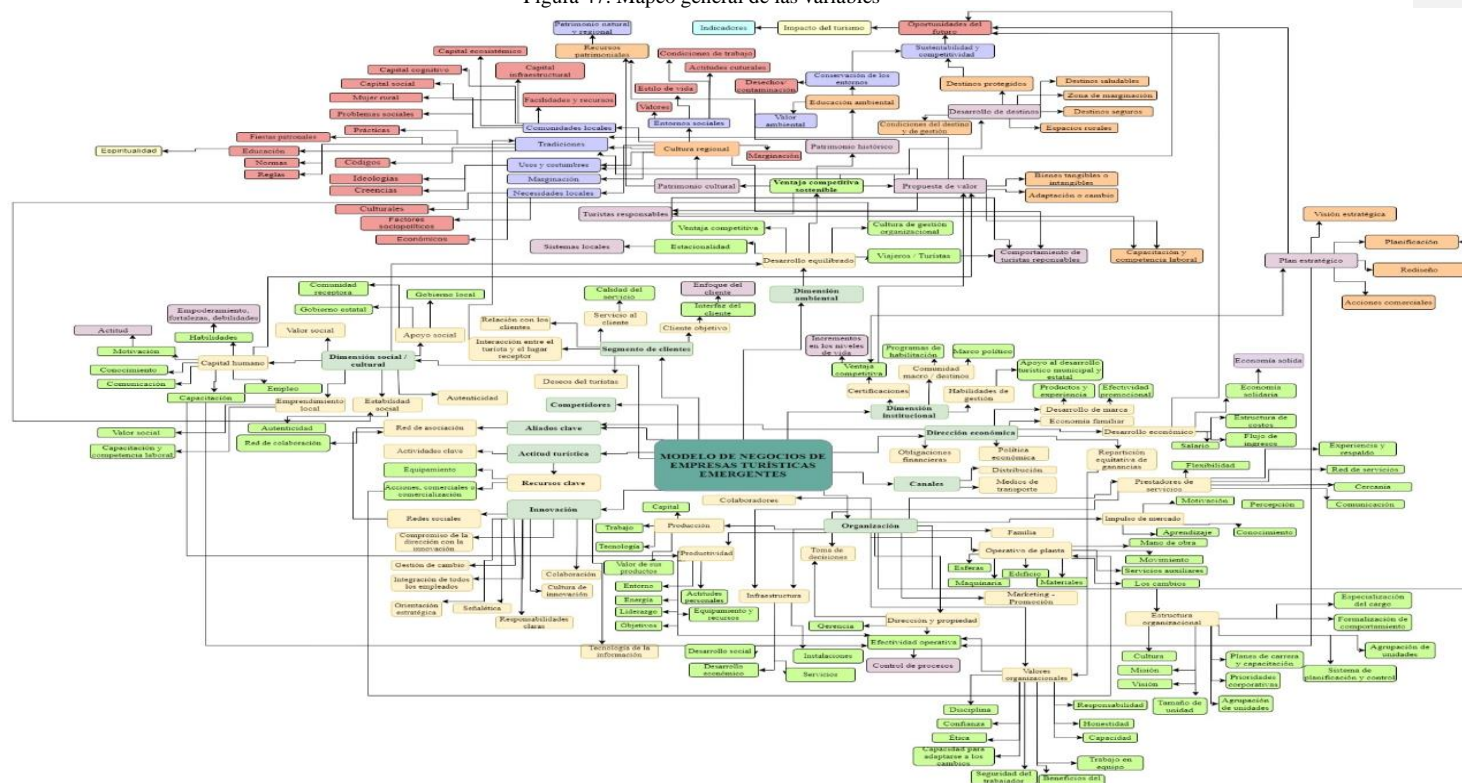 Figura 47. Mapeo general de las variables
Patrimonio natural
y regional
Indicadores
Impacto del turismo
Oportunidades del
futuro
Recursos
patrimoniales
Sustentabilidad y
competitividad
Capital ecosistémico
Condiciones de trabajo
Capital cognitivo
Capital
infraestructural
Actitudes cuturales
Capital social
Desechos/
contaminación
Conservación de los
entornos
Destinos protegidos
Destinos saludables
Mujer rural
Estilo de vida
Zona de marginación
Problemas sociales
Facilidades y recursos
Valores
Educación ambiental
Desarrollo de destinos
Destinos seguros
Prácticas
Comunidades locales
Entornos sociales
Valor
ambiental
Condiciones del destino
y de gestión
Espacios rurales
Fiestas patronales
Tradiciones
Patrimonio histórico
Espiritualidad
Educación
Cultura regional
Marginación
Normas
Códigos
Usos y costumbres
Reglas
Ideologías
Marginación
Creencias
Necesidades locales
Patrimonio cultural
Ventaja competitiva
sostenible
Propuesta de valor
Bienes tangibles o
intangibles
Adaptación o cambio
Culturales
Factores
sociopolíticos
Económicos
Turistas responsables
Ventaja competitiva
Cultura de gestión
organizacional
Visión estratégica
Sistemas locales
Estacionalidad
Desarrollo equilibrado
Viajeros / Turistas
Comportamiento de
turistas reponsables
Capacitación y
competencia laboral
Plan estratégico
Planificación
Rediseño
Acciones comerciales
Comunidad
receptora
Gobierno local
Calidad del
servicio
Enfoque del
cliente
Dimensión
ambiental
Gobierno estatal
Interfaz del
cliente
Empoderamiento,
fortalezas, debilidades
Relación con los
clientes
Servicio al
cliente
Cliente objetivo
Actitud
Habilidades
Valor social
Apoyo social
Interacción entre el
turista y el lugar
receptor
Segmento de clientes
Incrementos
en los niveles
de vida
Programas de
habilitación
Marco político
Motivación
Capital humano
Dimensión social /
cultural
Ventaja
competitiva
Comunidad
macro / destinos
Apoyo al desarrollo
turístico municipal y
estatal
Economia solida
Conocimiento
Deseos del turistas
Certificaciones
Habilidades de
gestión
Productos y
experiencia
Efectividad
promocional
Economía
solidaria
Comunicación
Empleo
Capacitación
Emprendimiento
local
Estabilidad
social
Autenticidad
Competidores
Dimensión
institucional
Desarrollo de marca
Economía familiar
Estructura de
costos
Valor social
Autenticidad
Red de asociación
Aliados clave
Dirección económica
Desarrollo económico
Salario
Flujo de
ingresos
Capacitación y
competencia laboral
Red de colaboración
Actividades clave
Actitud turística
MODELO DE NEGOCIOS DE
EMPRESAS TURÍSTICAS
EMERGENTES
Obligaciones
financieras
Política
económica
Repartición
equitativa de
ganancias
Experiencia y
respaldo
Equipamiento
Distribución
Flexibilidad
Red de servicios
Acciones, comerciales o
comercialización
Recursos clave
Canales
Medios de
transporte
Prestadores
de servicios
Cercanía
Colaboradores
Motivación
Percepción
Comunicación
Redes sociales
Innovación
Capital
Trabajo
Producción
Organización
Impulso de mercado
Compromiso de la
dirección con la
innovación
Familia
Aprendizaje
Conocimiento
Tecnología
Productividad
Toma de
decisiones
Operativo de planta
Mano de obra
Gestión de cambio
Valor de sus
productos
Esferas
Edificio
Movimiento
Servicios auxiliares
Integración de todos
los empleados
Colaboración
Cultura de
innovación
Entorno
Maquinaria
Materiales
Los cambios
Energía
Actitudes
personales
Infraestructura
Marketing -
Promoción
Orientación
estratégica
Señalética
Liderazgo
Equipamiento y
recursos
Estructura
organizacional
Especialización
del cargo
Responsabilidades
claras
Objetivos
Gerencia
Dirección y propiedad
Formalización de
comportamiento
Efectividad operativa
Tecnología de la
información
Desarrollo social
Instalaciones
Control de procesos
Cultura
Planes de carrera
y capacitación
Agrupación de
unidades
Desarrollo
económico
Servicios
Valores
organizacionales
Misión
Sistema de
planificación y control
Visión
Prioridades
corporativas
Disciplina
Responsabilidad
Tamaño de
unidad
Agrupación
de unidades
Confianza
Honestidad
Ética
Capacidad
Capacidad para
adaptarse a los
cambios
Trabajo en
equipo
Seguridad del
trabajador
Beneficios del